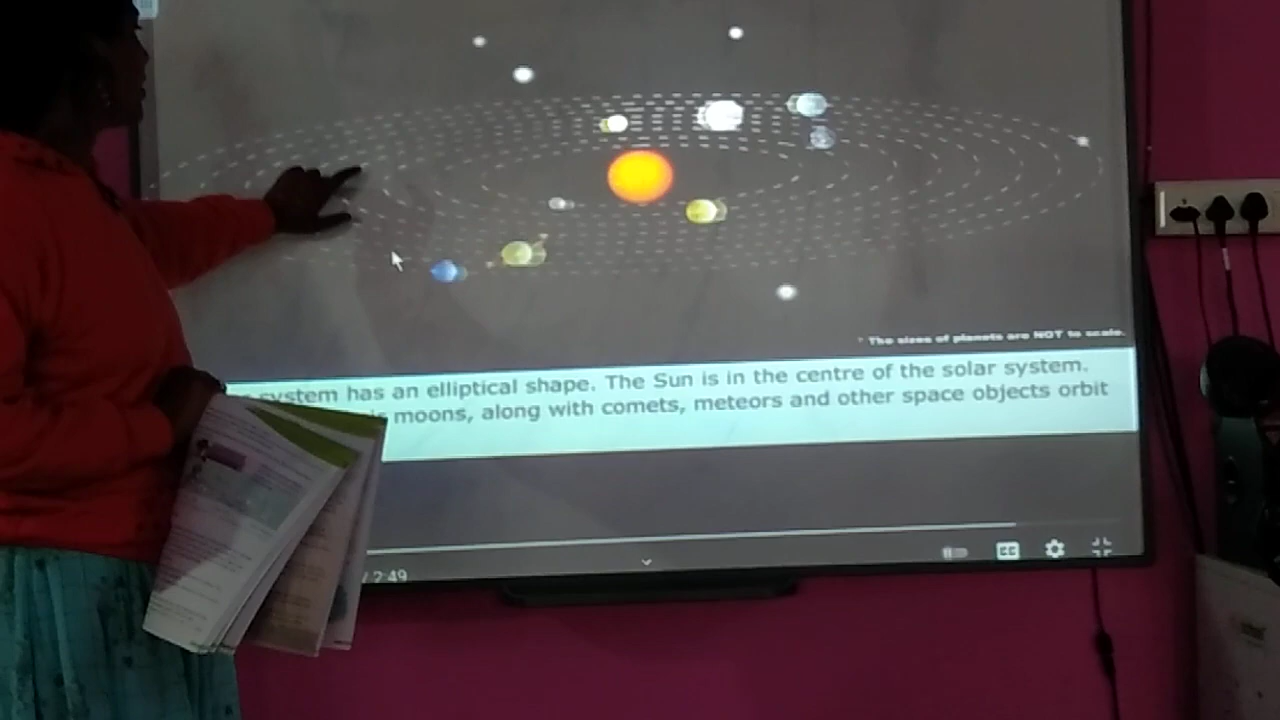 * The sizes of planets are NOT to scale.
system has an elliptical shape. The Sun is in the centre of the solar system.
moons, along with comets, meteors and other space objects orbit
/ 2:49
CC